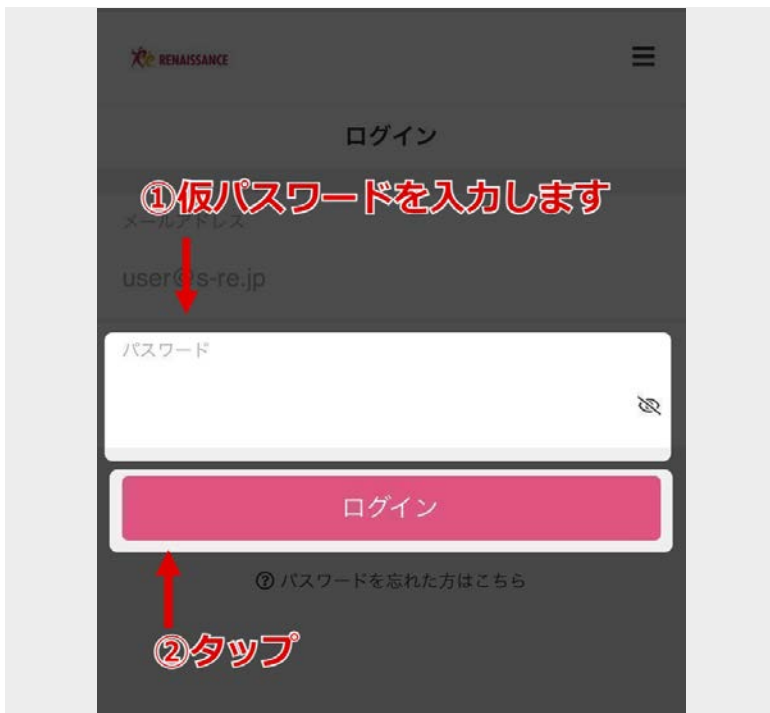 RENAISSANCE
ログイン
①仮パスワードを入力します
メールアドレス
user@s-re.jp
パスワード
ログイン
パスワードを忘れた方はこちら
②タップ